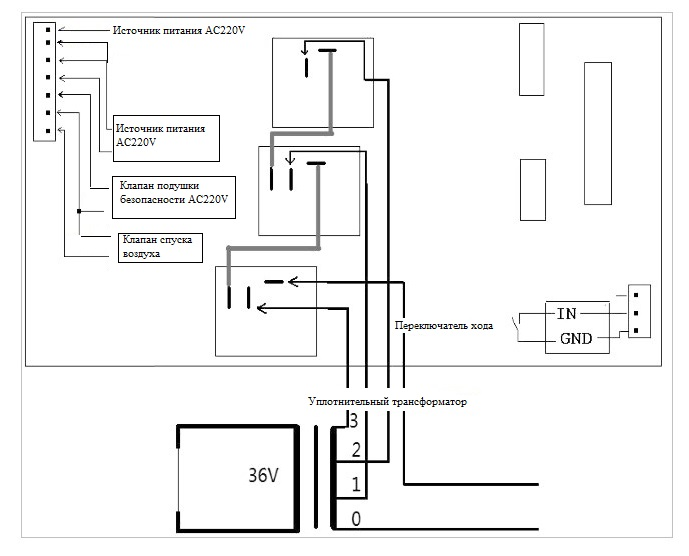 Источник питания AC220V
Источник питания
AC220V
Клапан подушки
безопасности AC220V
Клапан спуска
воздуха
IN
GND
Переключатель хода
Уплотнительный трансформатор
3
2
36V
1
0